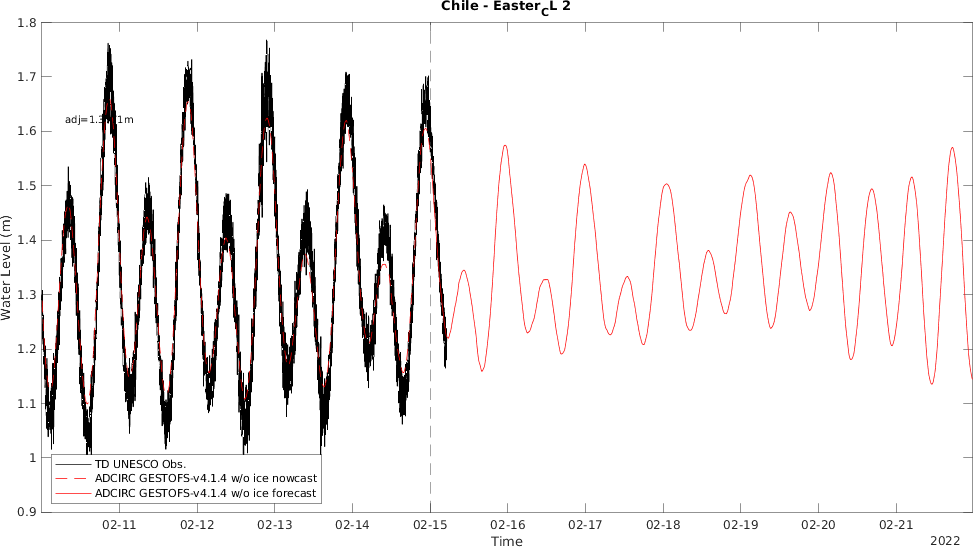 Chile - Easter_CL 2
1.8
1.7
1.6
1.5
1.4
1.3
1.2
1.1
1
0.9
Water Level (m)
TD UNESCO Obs.
ADCIRC GESTOFS-v4.1.4 w/o ice nowcast
ADCIRC GESTOFS-v4.1.4 w/o ice forecast
02-11 02-12 02-13 02-14 02-15 02-16 02-17 02-18 02-19 02-20 02-21
Time
2022